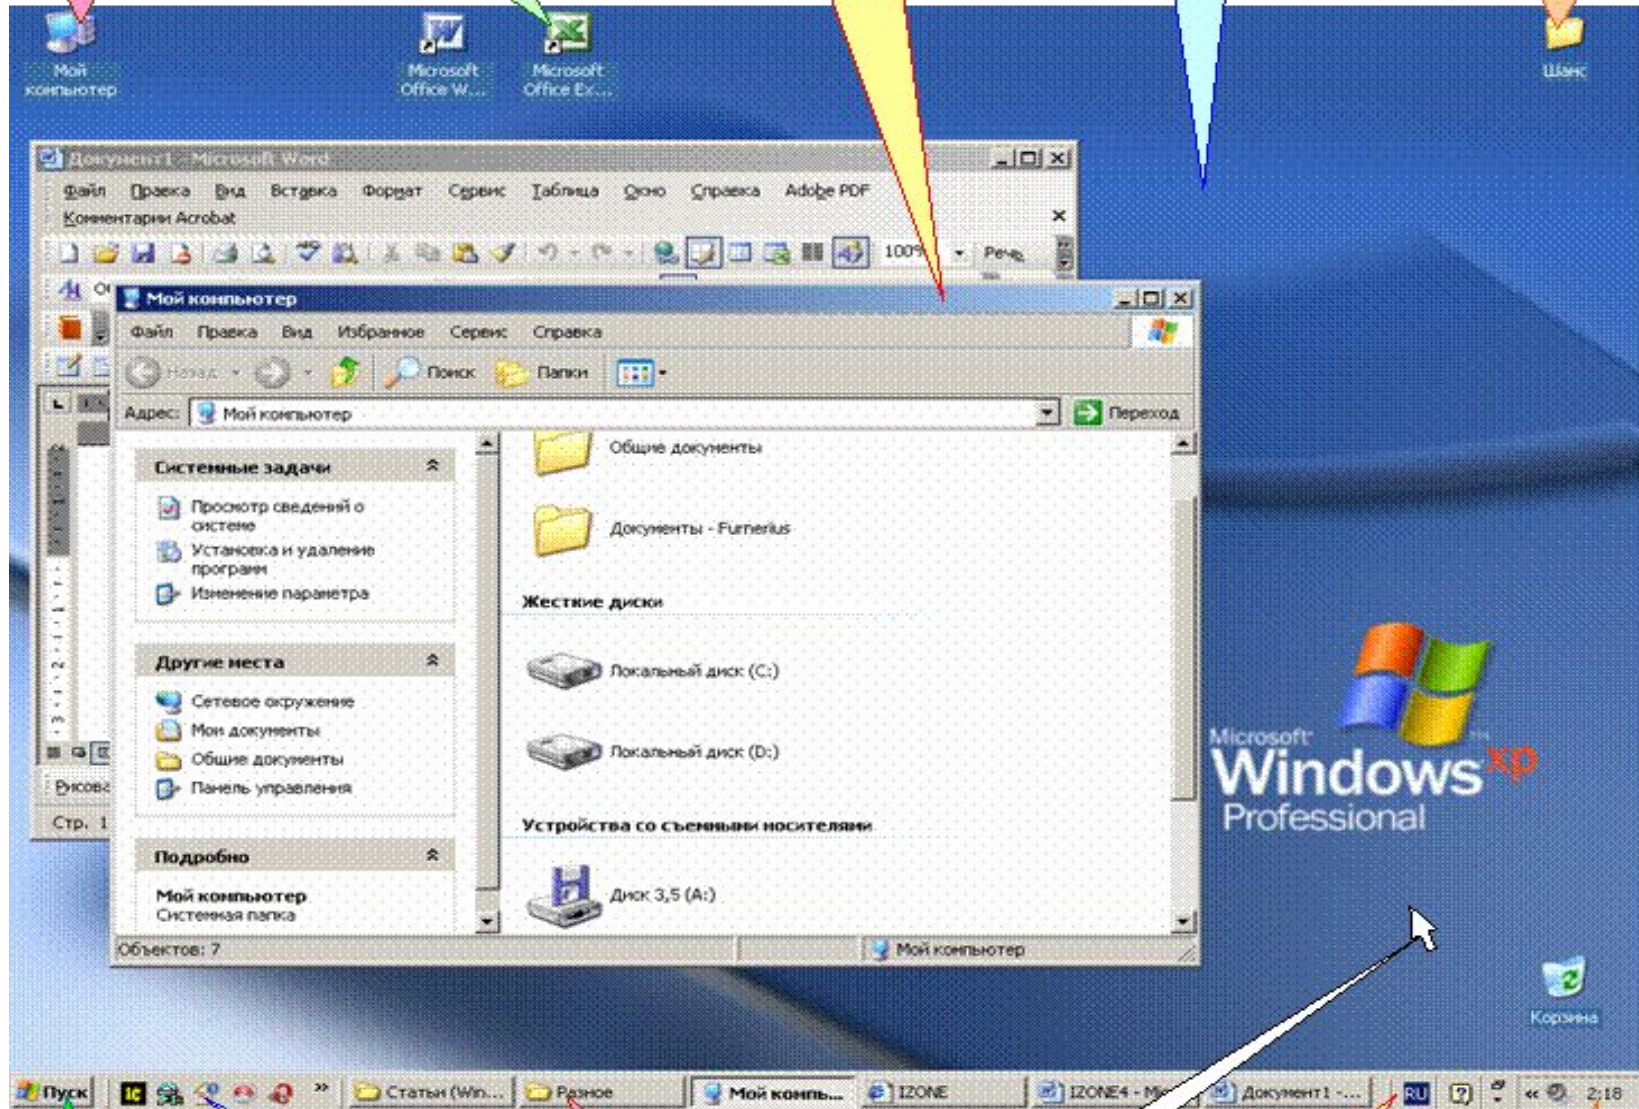 Мой
компьютер
Microsoft
Office W...
Microsoft
Office Ex...
Шанс
Документ1 - Microsoft Word
Файл Правка Вид Вставка Формат Сервис Таблица Окно Справка Adobe PDF
Комментарии Acrobat
100%
Речь
Мой компьютер
Файл Правка Вид Избранное Сервис Справка
Назад Поиск Папки
Адрес: Мой компьютер Переход
Системные задачи
Просмотр сведений о
системе
Установка и удаление
программ
Изменение параметра
Другие места
Сетевое окружение
Мои документы
Общие документы
Панель управления
Подробно
Мой компьютер
Системная папка
Общие документы
Документы - Furnerius
Жесткие диски
Локальный диск (C:)
Локальный диск (D:)
Устройства со съемными носителями
Диск 3,5 (A:)
Объектов: 7 Мой компьютер
Рисова
Стр. 1
Microsoft
Windows xp
Professional
Корзина
Пуск 1C » Статьи (Win... Разное Мой компь... IZONE IZONE4 - Mic Документ1 -... RU « 2:18